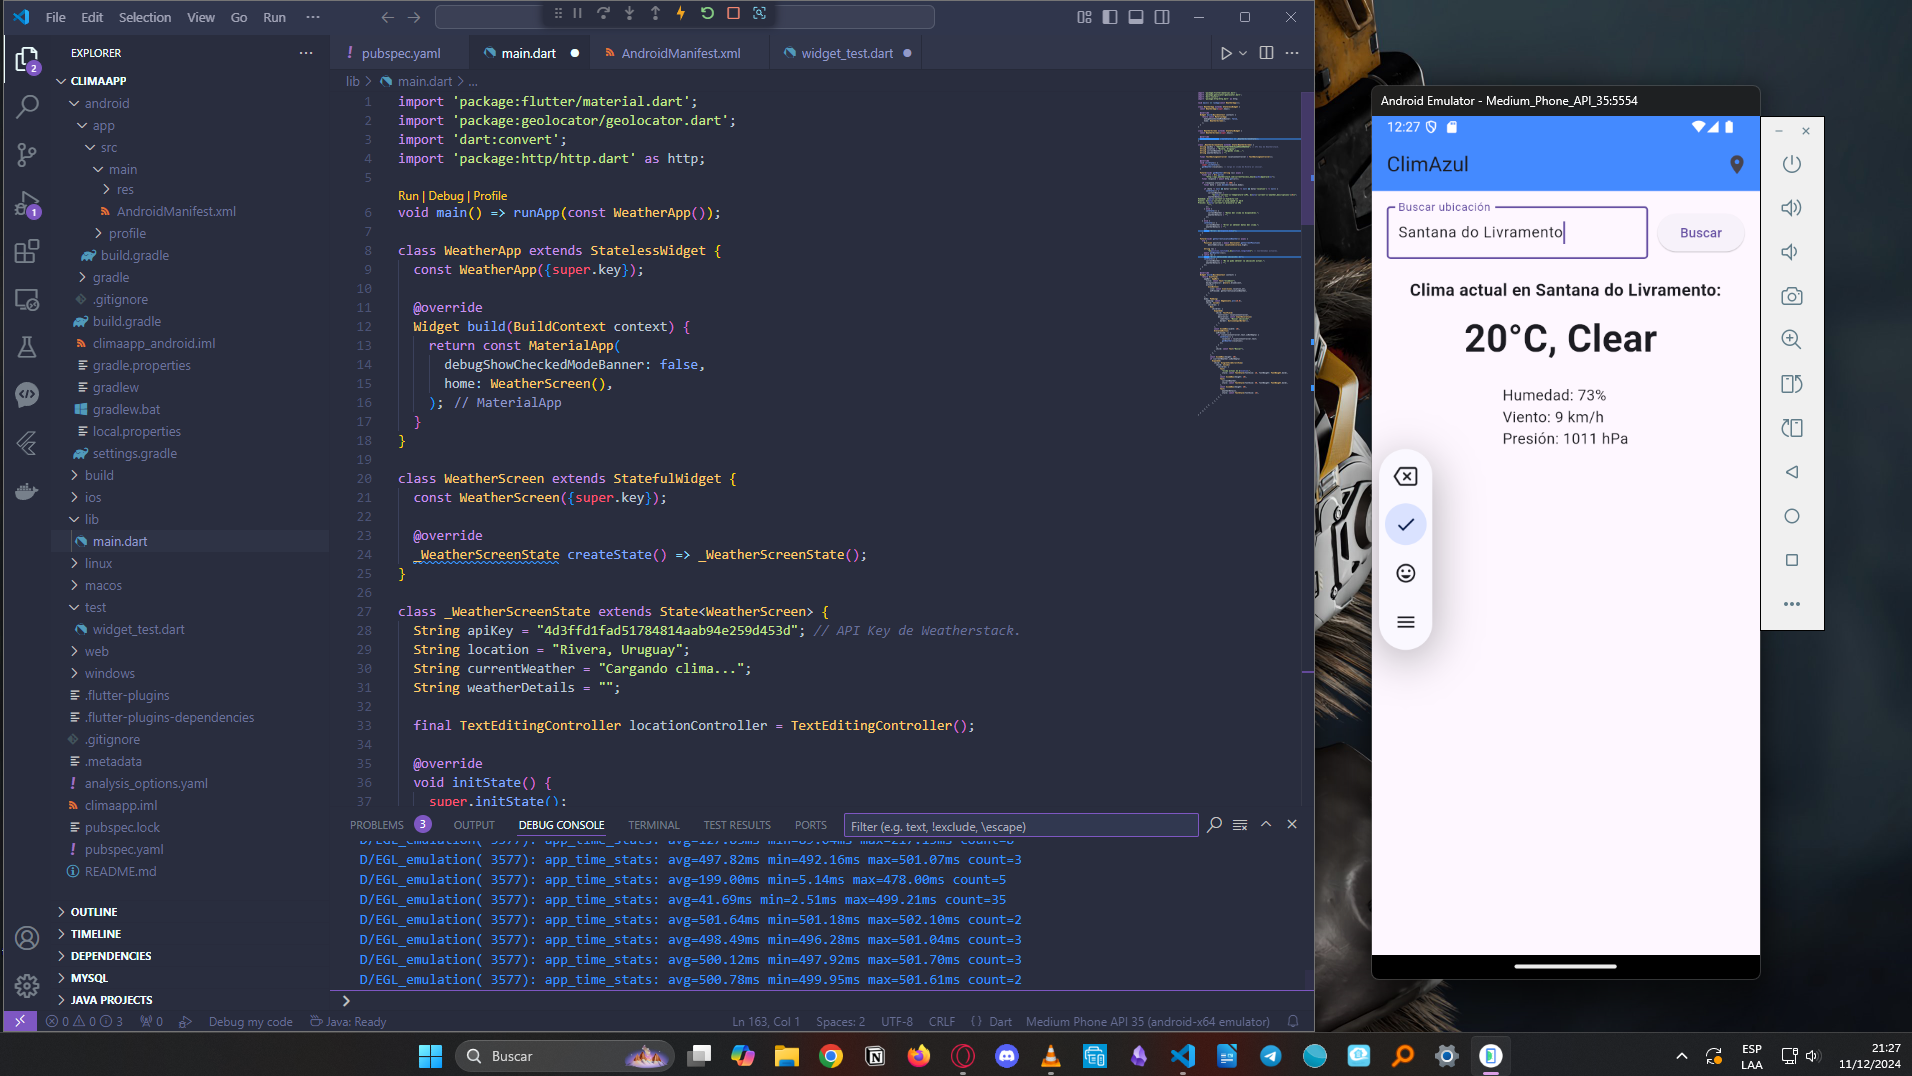 File Edit Selection View Go Run ···
EXPLORER
CLIMAAPP
android
app
src
main
res
AndroidManifest.xml
profile
build.gradle
gradle
.gitignore
build.gradle
climaapp_android.iml
gradle.properties
gradlew
gradlew.bat
local.properties
settings.gradle
build
ios
lib
main.dart
linux
macos
test
widget_test.dart
web
windows
.flutter-plugins
.flutter-plugins-dependencies
.gitignore
.metadata
analysis_options.yaml
climaapp.iml
pubspec.lock
pubspec.yaml
README.md
OUTLINE
TIMELINE
DEPENDENCIES
MYSQL
JAVA PROJECTS
2
1
pubspec.yaml main.dart AndroidManifest.xml widget_test.dart
lib > main.dart > ...
1 import 'package:flutter/material.dart';
2 import 'package:geolocator/geolocator.dart';
3 import 'dart:convert';
4 import 'package:http/http.dart' as http;
5
Run | Debug | Profile
6 void main() => runApp(const WeatherApp());
7
8 class WeatherApp extends StatelessWidget {
9 const WeatherApp({super.key});
10
11 @override
12 Widget build(BuildContext context) {
13 return const MaterialApp(
14 debugShowCheckedModeBanner: false,
15 home: WeatherScreen(),
16 ); // MaterialApp
17 }
18 }
19
20 class WeatherScreen extends StatefulWidget {
21 const WeatherScreen({super.key});
22
23 @override
24 _WeatherScreenState createState() => _WeatherScreenState();
25 }
26
27 class _WeatherScreenState extends State<WeatherScreen> {
28 String apiKey = "4d3ffd1fad51784814aab94e259d453d"; // API Key de Weatherstack.
29 String location = "Rivera, Uruguay";
30 String currentWeather = "Cargando clima...";
31 String weatherDetails = "";
32
33 final TextEditingController locationController = TextEditingController();
34
35 @override
36 void initState() {
37 super.initState();
PROBLEMS 3 OUTPUT DEBUG CONSOLE TERMINAL TEST RESULTS PORTS Filter (e.g. text, !exclude, \escape)
D/EGL_emulation( 3577): app_time_stats: avg=497.82ms min=492.16ms max=501.07ms count=3
D/EGL_emulation( 3577): app_time_stats: avg=199.00ms min=5.14ms max=478.00ms count=5
D/EGL_emulation( 3577): app_time_stats: avg=41.69ms min=2.51ms max=499.21ms count=35
D/EGL_emulation( 3577): app_time_stats: avg=501.64ms min=501.18ms max=502.10ms count=2
D/EGL_emulation( 3577): app_time_stats: avg=498.49ms min=496.28ms max=501.04ms count=3
D/EGL_emulation( 3577): app_time_stats: avg=500.12ms min=497.92ms max=501.70ms count=3
D/EGL_emulation( 3577): app_time_stats: avg=500.78ms min=499.95ms max=501.61ms count=2
0 0 3 0 Debug my code Java: Ready Ln 163, Col 1 Spaces: 2 UTF-8 CRLF {} Dart Medium Phone API 35 (android-x64 emulator)
Android Emulator - Medium_Phone_API_35:5554
12:27
ClimAzul
Buscar ubicación
Santana do Livramento
Buscar
Clima actual en Santana do Livramento:
20°C, Clear
Humedad: 73%
Viento: 9 km/h
Presión: 1011 hPa
Buscar
ESP
LAA
21:27
11/12/2024